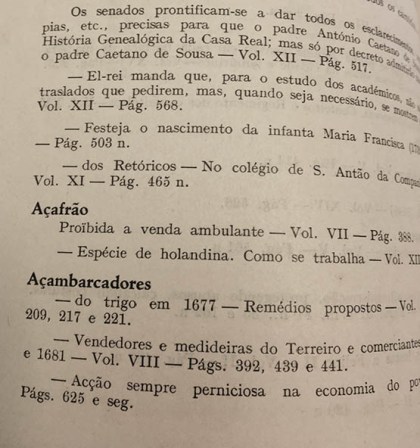 Os senados prontificam-se a dar todos os
pias, etc., precisas para que o padre António Caetano de
História Genealógica da Casa Real; mas só por decreto
o padre Caetano de Sousa — Vol. XII — Pág. 517.
— El-rei manda que, para o estudo dos académicos,
traslados que pedirem, mas, quando seja necessário, se
Vol. XII — Pág. 568.
— Festeja o nascimento da infanta Maria Francisca
— Pág. 503 n.
— dos Retóricos — No colégio de S. Antão da
Vol. XI — Pág. 465 n.
Açafrão
Proïbida a venda ambulante — Vol. VII — Pág. 388.
— Espécie de holandina. Como se trabalha — Vol.
Açambarcadores
— do trigo em 1677 — Remédios propostos — Vol.
209, 217 e 221.
— Vendedores e medideiras do Terreiro e comerciantes
e 1681 — Vol. VIII — Págs. 392, 439 e 441.
— Acção sempre perniciosa na economia do
Págs. 625 e seg.